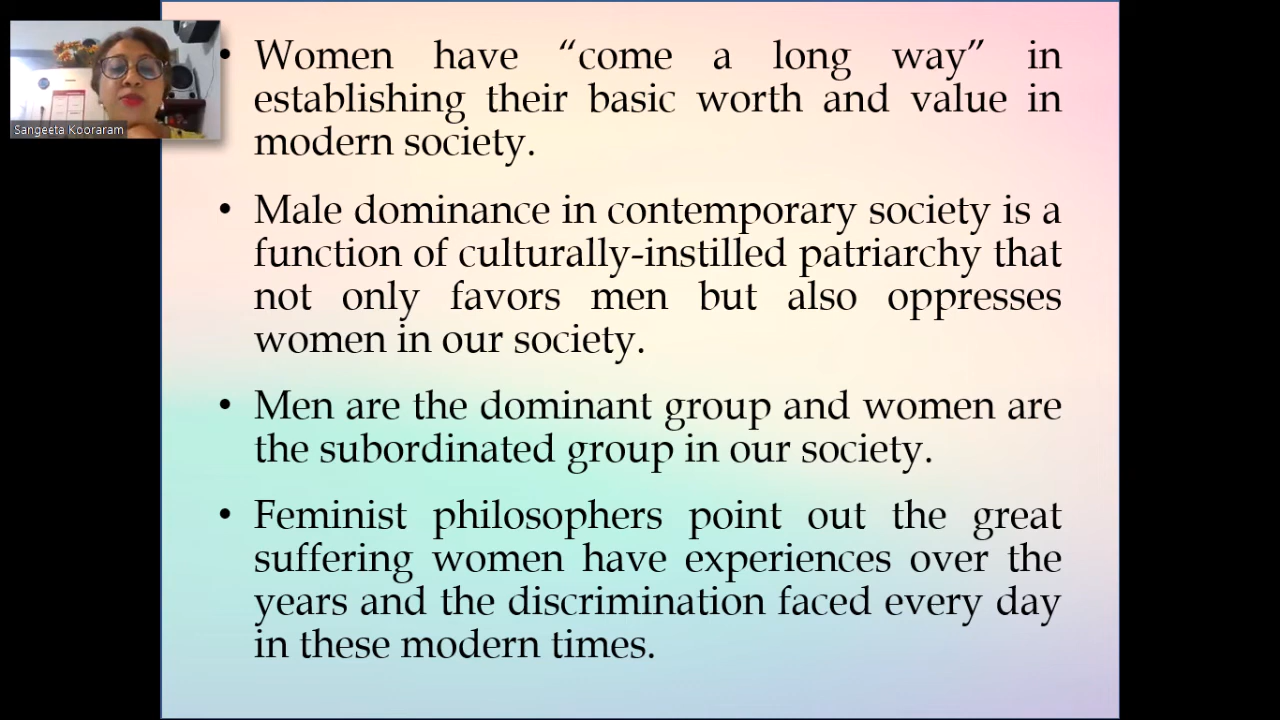 Sangeeta Kooraram
• Women have “come a long way” in
establishing their basic worth and value in
modern society.
• Male dominance in contemporary society is a
function of culturally-instilled patriarchy that
not only favors men but also oppresses
women in our society.
• Men are the dominant group and women are
the subordinated group in our society.
• Feminist philosophers point out the great
suffering women have experiences over the
years and the discrimination faced every day
in these modern times.